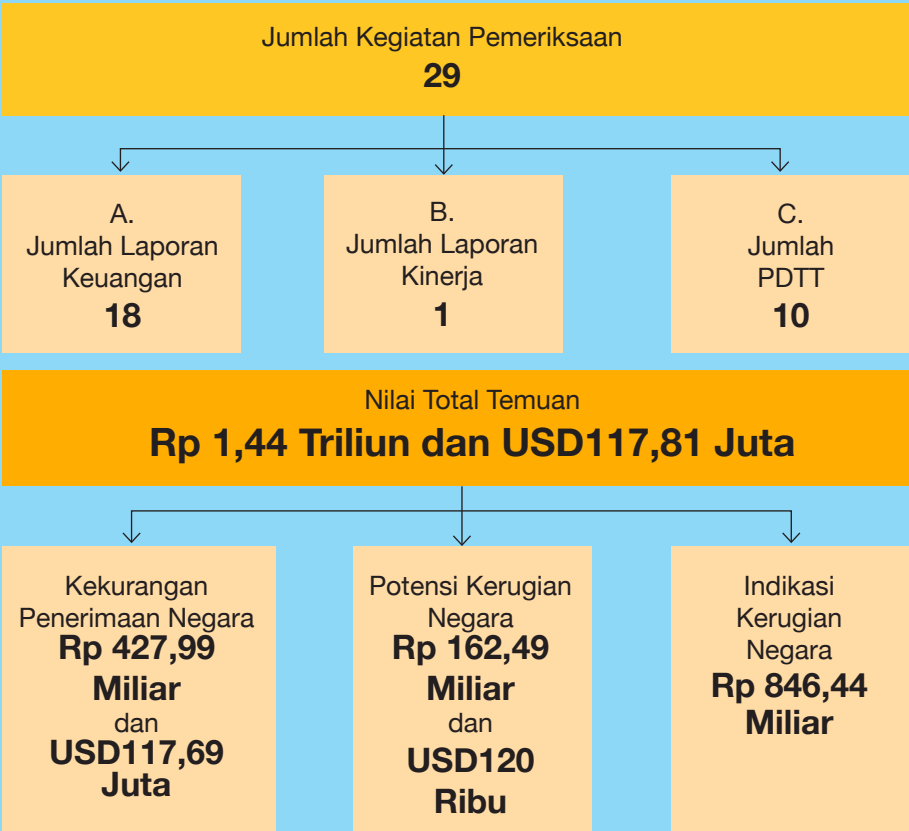 Jumlah Kegiatan Pemeriksaan
29
A.
Jumlah Laporan
Keuangan
18
B.
Jumlah Laporan
Kinerja
1
C.
Jumlah
PDTT
10
Nilai Total Temuan
Rp 1,44 Triliun dan USD117,81 Juta
Kekurangan
Penerimaan Negara
Rp 427,99
Miliar
dan
USD117,69
Juta
Potensi Kerugian
Negara
Rp 162,49
Miliar
dan
USD120
Ribu
Indikasi
Kerugian
Negara
Rp 846,44
Miliar